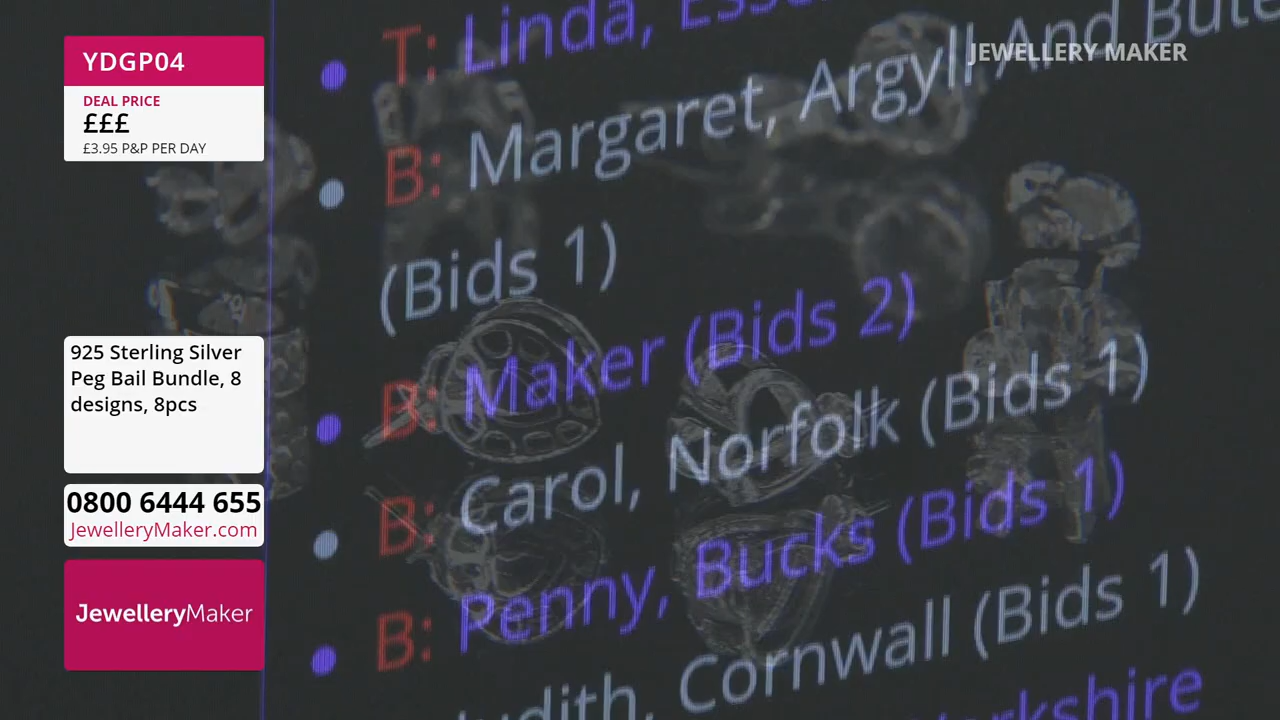 YDGP04
DEAL PRICE
£££
£3.95 P&P PER DAY
925 Sterling Silver
Peg Bail Bundle, 8
designs, 8pcs
0800 6444 655
JewelleryMaker.com
JewelleryMaker
JEWELLERY MAKER
T: Linda,
B: Margaret, Argyll And Bute
(Bids 1)
B: Maker (Bids 2)
B: Carol, Norfolk (Bids 1)
B: Penny, Bucks (Bids 1)
Cornwall (Bids 1)